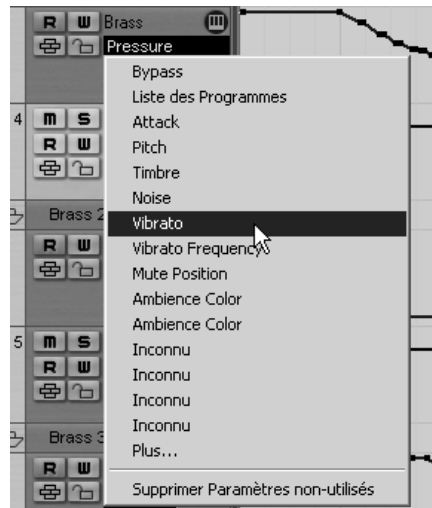 R W Brass
Pressure
Bypass
Liste des Programmes
4 m S Attack
R W Pitch
Timbre
Noise
Brass 2 Vibrato
R W Vibrato Frequency
Mute Position
Ambience Color
Ambience Color
5 m S Inconnu
R W Inconnu
Inconnu
Inconnu
Brass 3 Plus...
R W
Supprimer Paramètres non-utilisés